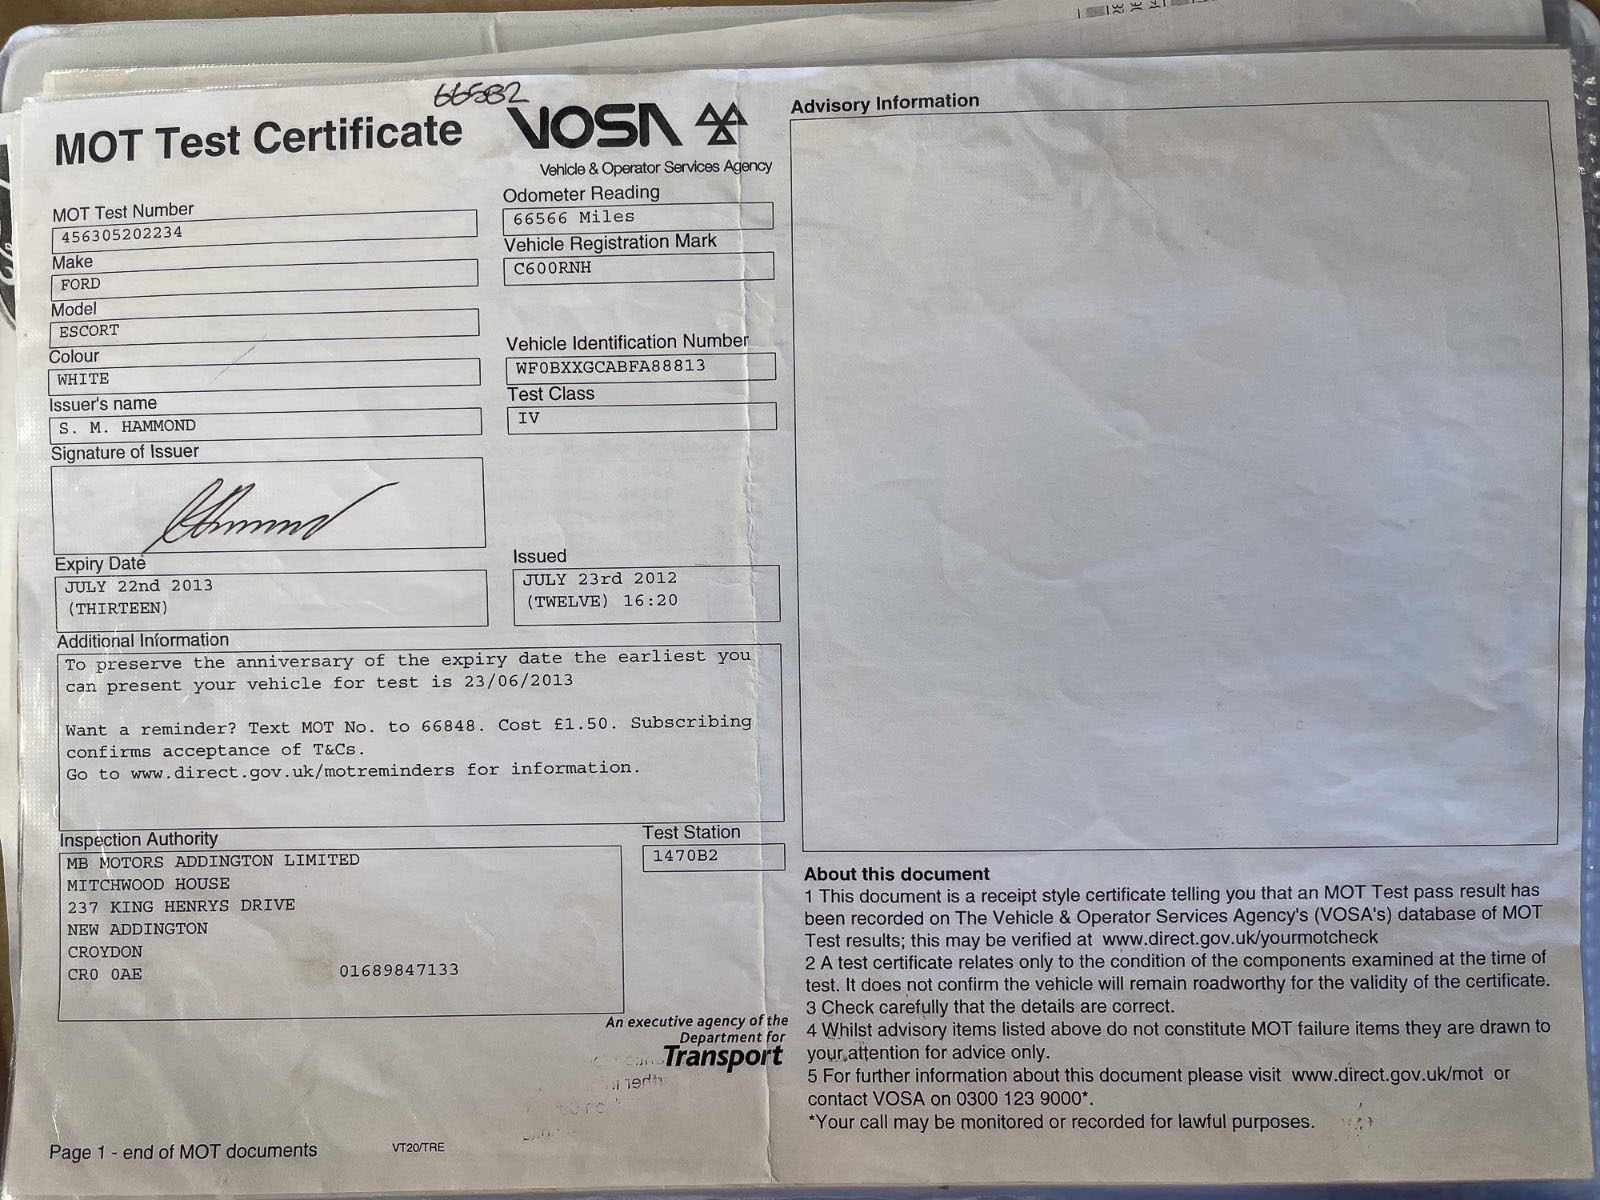 66582
MOT Test Certificate
VOSA
Vehicle & Operator Services Agency
MOT Test Number
456305202234
Make
FORD
Model
ESCORT
Colour
WHITE
Issuer's name
S. M. HAMMOND
Signature of Issuer
Odometer Reading
66566 Miles
Vehicle Registration Mark
C600RNH
Vehicle Identification Number
WF0BXXGCABFA88813
Test Class
IV
Expiry Date
JULY 22nd 2013
(THIRTEEN)
Issued
JULY 23rd 2012
(TWELVE) 16:20
Additional Information
To preserve the anniversary of the expiry date the earliest you
can present your vehicle for test is 23/06/2013
Want a reminder? Text MOT No. to 66848. Cost £1.50. Subscribing
confirms acceptance of T&Cs.
Go to www.direct.gov.uk/motreminders for information.
Inspection Authority
MB MOTORS ADDINGTON LIMITED
MITCHWOOD HOUSE
237 KING HENRYS DRIVE
NEW ADDINGTON
CROYDON
CR0 0AE 01689847133
Test Station
1470B2
An executive agency of the
Department for
Transport
Page 1 - end of MOT documents
VT20/TRE
Advisory Information
About this document
1 This document is a receipt style certificate telling you that an MOT Test pass result has
been recorded on The Vehicle & Operator Services Agency's (VOSA's) database of MOT
Test results; this may be verified at www.direct.gov.uk/yourmotcheck
2 A test certificate relates only to the condition of the components examined at the time of
test. It does not confirm the vehicle will remain roadworthy for the validity of the certificate.
3 Check carefully that the details are correct.
4 Whilst advisory items listed above do not constitute MOT failure items they are drawn to
your attention for advice only.
5 For further information about this document please visit www.direct.gov.uk/mot or
contact VOSA on 0300 123 9000*.
*Your call may be monitored or recorded for lawful purposes.